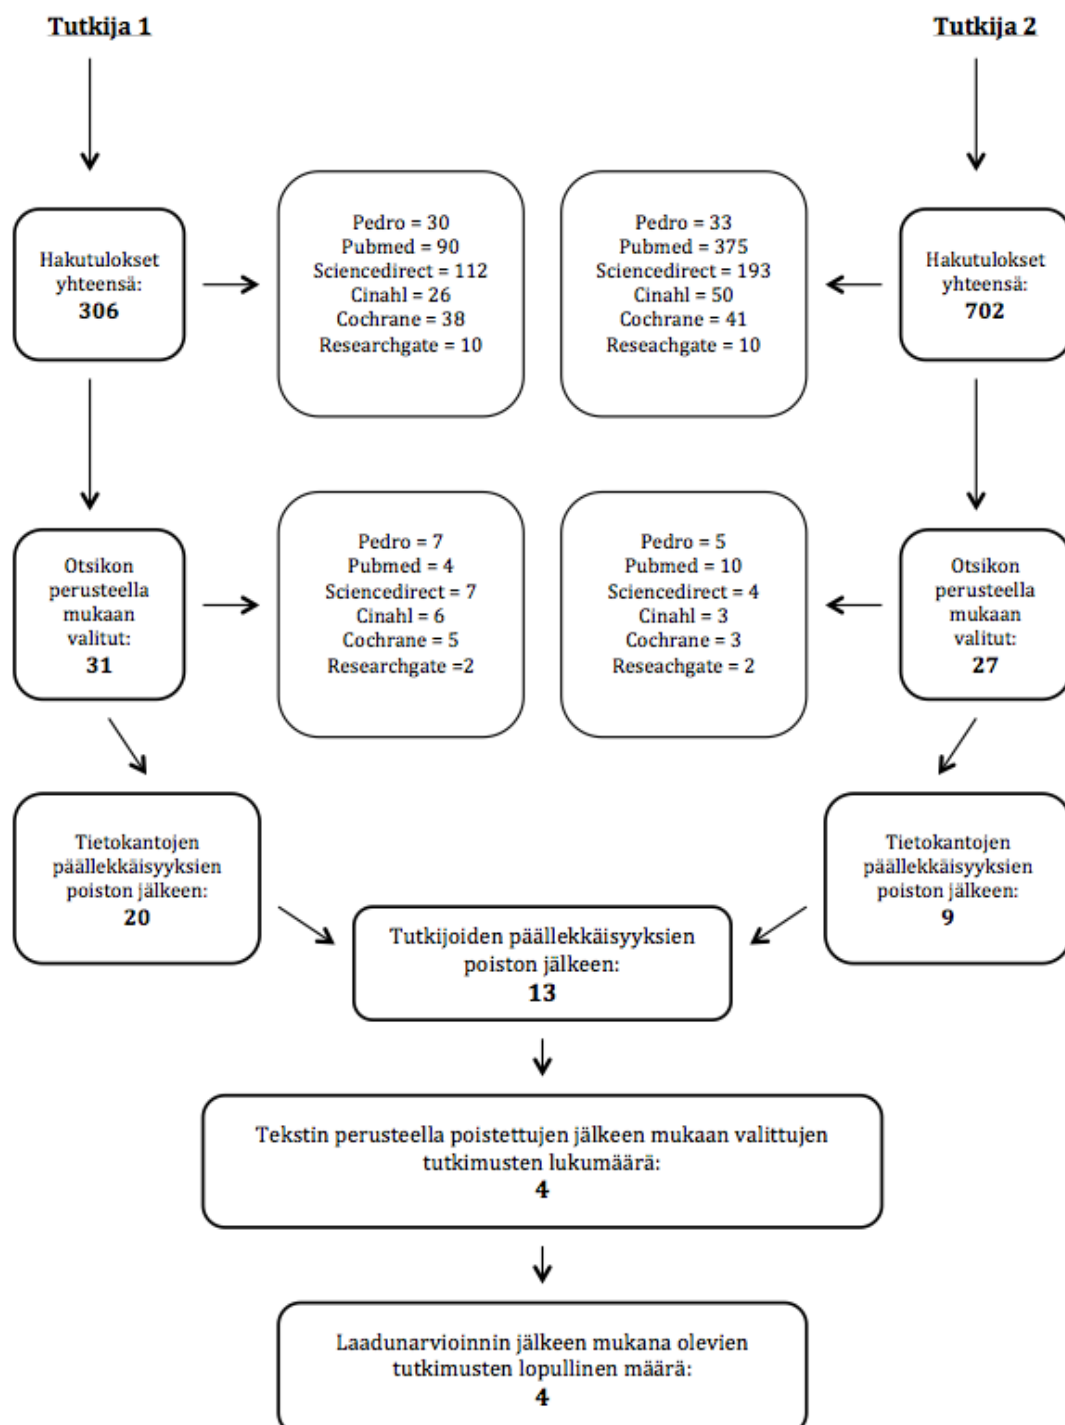 Tutkija 1
Tutkija 2
Hakutulokset
yhteensä:
306
Pedro = 30
Pubmed = 90
Sciencedirect = 112
Cinahl = 26
Cochrane = 38
Researchgate = 10
Pedro = 33
Pubmed = 375
Sciencedirect = 193
Cinahl = 50
Cochrane = 41
Reseachgate = 10
Hakutulokset
yhteensä:
702
Otsikon
perusteella
mukaan
valitut:
31
Pedro = 7
Pubmed = 4
Sciencedirect = 7
Cinahl = 6
Cochrane = 5
Researchgate =2
Pedro = 5
Pubmed = 10
Sciencedirect = 4
Cinahl = 3
Cochrane = 3
Reseachgate = 2
Otsikon
perusteella
mukaan
valitut:
27
Tietokantojen
päällekkäisyyksien
poiston jälkeen:
20
Tietokantojen
päällekkäisyyksien
poiston jälkeen:
9
Tutkijoiden päällekkäisyyksien
poiston jälkeen:
13
Tekstin perusteella poistettujen jälkeen mukaan valittujen
tutkimusten lukumäärä:
4
Laadunarvioinnin jälkeen mukana olevien
tutkimusten lopullinen määrä:
4